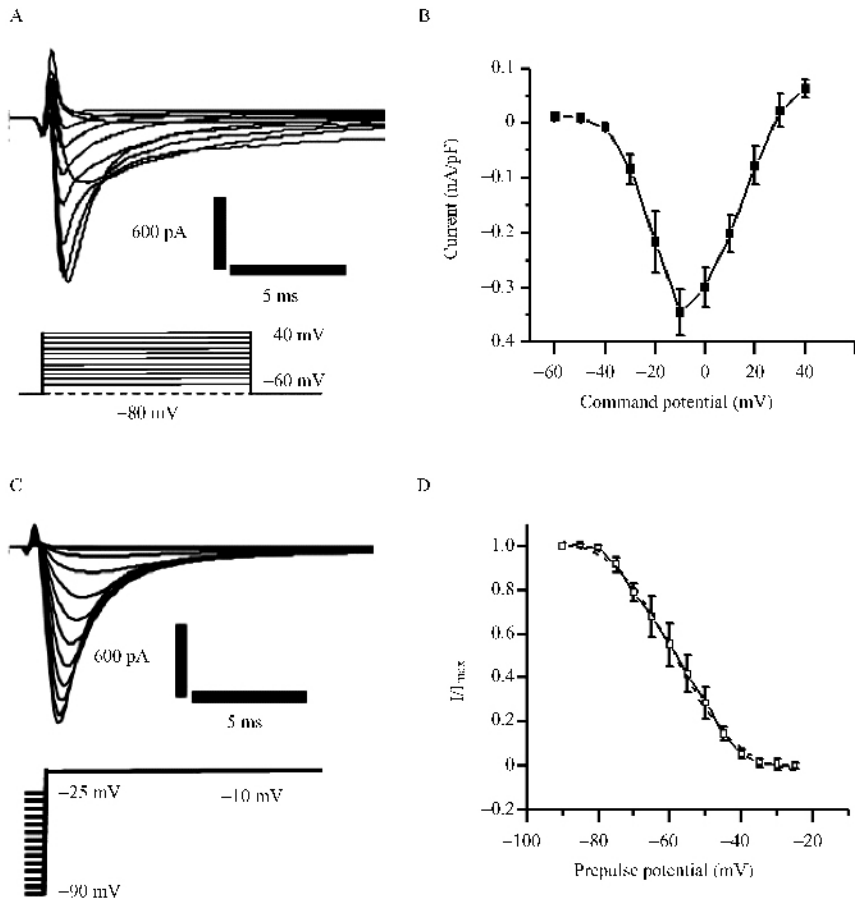 A
600 pA
5 ms
40 mV
−60 mV
−80 mV
B
0.1
0
−0.1
−0.2
−0.3
0.4
Current (nA/pF)
−60
−40
−20
0
20
40
Command potential (mV)
C
600 pA
5 ms
−25 mV
−10 mV
−90 mV
D
1.0
0.8
0.6
0.4
0.2
0
−0.2
I/Imax
−100
−80
−60
−40
−20
Prepulse potential (mV)